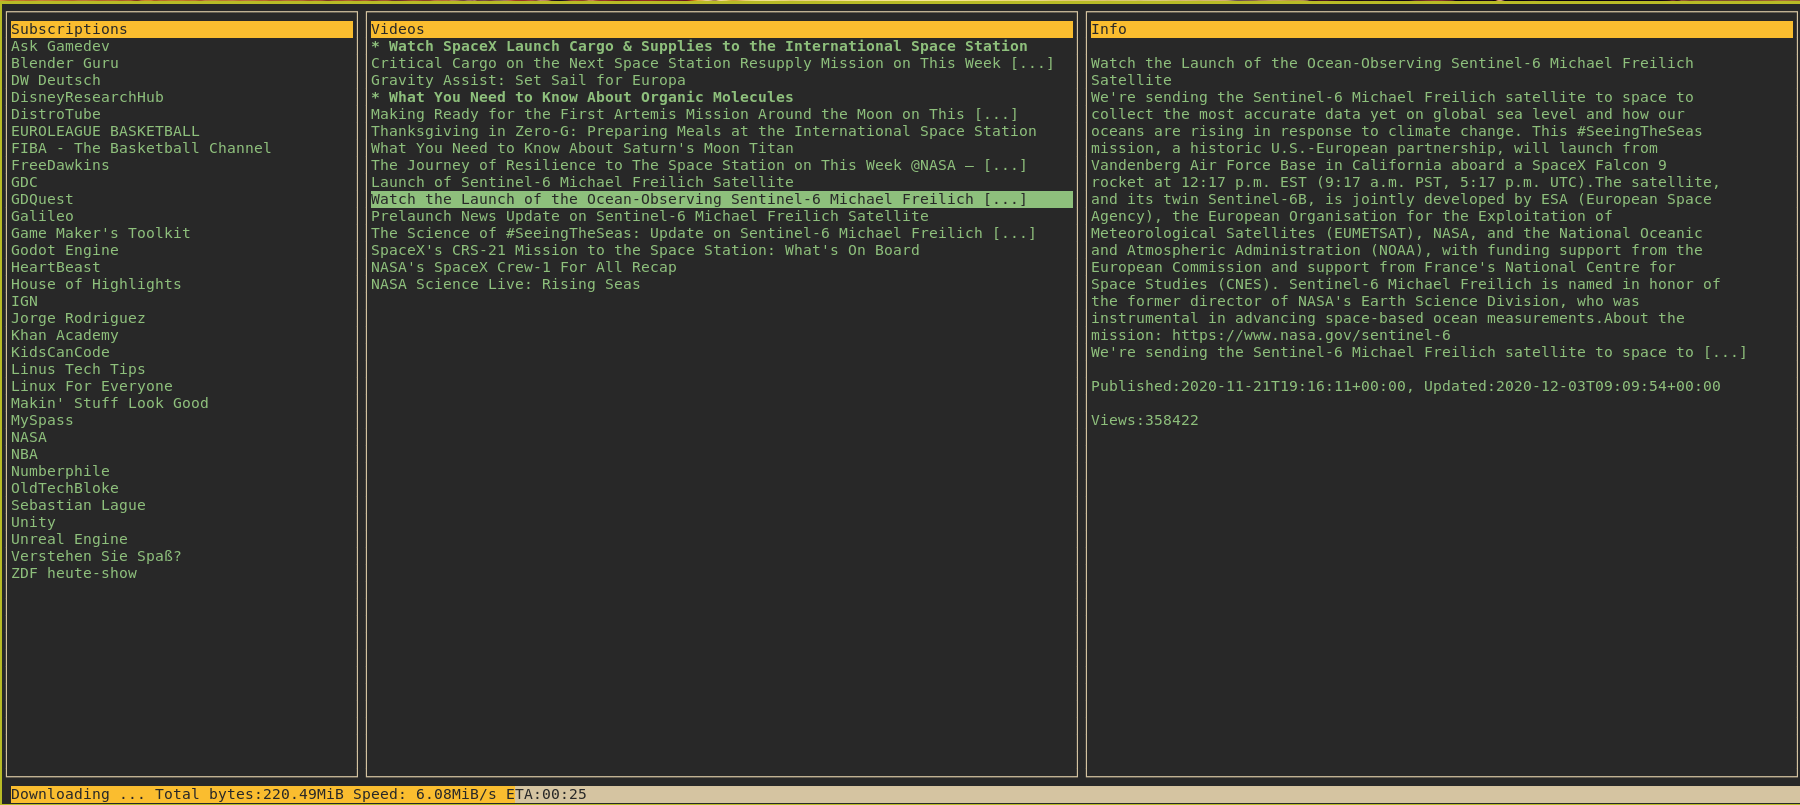 Subscriptions
Ask Gamedev
Blender Guru
DW Deutsch
DisneyResearchHub
DistroTube
EUROLEAGUE BASKETBALL
FIBA - The Basketball Channel
FreeDawkins
GDC
GDQuest
Galileo
Game Maker's Toolkit
Godot Engine
HeartBeast
House of Highlights
IGN
Jorge Rodriguez
Khan Academy
KidsCanCode
Linus Tech Tips
Linux For Everyone
Makin' Stuff Look Good
MySpass
NASA
NBA
Numberphile
OldTechBloke
Sebastian Lague
Unity
Unreal Engine
Verstehen Sie Spaß?
ZDF heute-show
Videos
* Watch SpaceX Launch Cargo & Supplies to the International Space Station
Critical Cargo on the Next Space Station Resupply Mission on This Week [...]
Gravity Assist: Set Sail for Europa
* What You Need to Know About Organic Molecules
Making Ready for the First Artemis Mission Around the Moon on This [...]
Thanksgiving in Zero-G: Preparing Meals at the International Space Station
What You Need to Know About Saturn's Moon Titan
The Journey of Resilience to The Space Station on This Week @NASA – [...]
Launch of Sentinel-6 Michael Freilich Satellite
Watch the Launch of the Ocean-Observing Sentinel-6 Michael Freilich [...]
Prelaunch News Update on Sentinel-6 Michael Freilich Satellite
The Science of #SeeingTheSeas: Update on Sentinel-6 Michael Freilich [...]
SpaceX's CRS-21 Mission to the Space Station: What's On Board
NASA's SpaceX Crew-1 For All Recap
NASA Science Live: Rising Seas
Info
Watch the Launch of the Ocean-Observing Sentinel-6 Michael Freilich
Satellite
We're sending the Sentinel-6 Michael Freilich satellite to space to
collect the most accurate data yet on global sea level and how our
oceans are rising in response to climate change. This #SeeingTheSeas
mission, a historic U.S.-European partnership, will launch from
Vandenberg Air Force Base in California aboard a SpaceX Falcon 9
rocket at 12:17 p.m. EST (9:17 a.m. PST, 5:17 p.m. UTC).The satellite,
and its twin Sentinel-6B, is jointly developed by ESA (European Space
Agency), the European Organisation for the Exploitation of
Meteorological Satellites (EUMETSAT), NASA, and the National Oceanic
and Atmospheric Administration (NOAA), with funding support from the
European Commission and support from France's National Centre for
Space Studies (CNES). Sentinel-6 Michael Freilich is named in honor of
the former director of NASA's Earth Science Division, who was
instrumental in advancing space-based ocean measurements.About the
mission: https://www.nasa.gov/sentinel-6
We're sending the Sentinel-6 Michael Freilich satellite to space to [...]
Published:2020-11-21T19:16:11+00:00, Updated:2020-12-03T09:09:54+00:00
Views:358422
Downloading ... Total bytes:220.49MiB Speed: 6.08MiB/s ETA:00:25